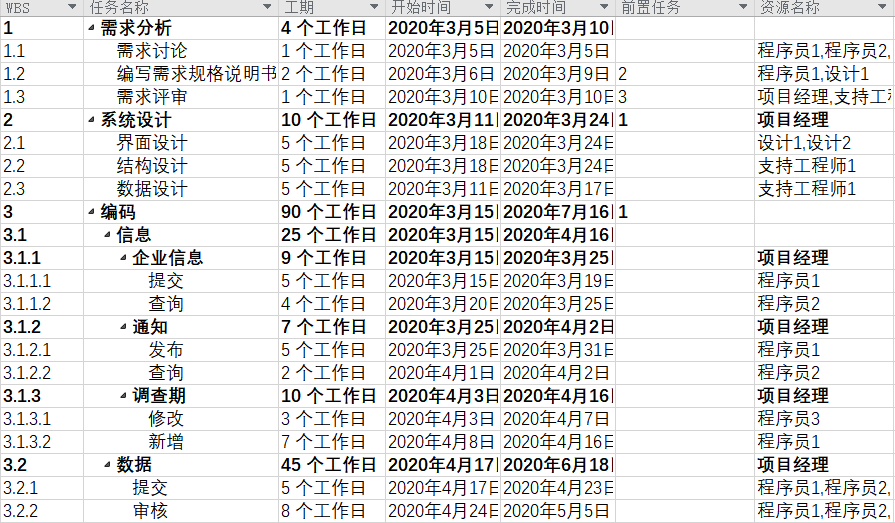 WBS 任务名称 工期 开始时间 完成时间 前置任务 资源名称
1 需求分析 4 个工作日 2020年3月5日 2020年3月10日
1.1 需求讨论 1 个工作日 2020年3月5日 2020年3月5日 程序员1,程序员2,
1.2 编写需求规格说明书 2 个工作日 2020年3月6日 2020年3月9日 2 程序员1,设计1
1.3 需求评审 1 个工作日 2020年3月10日 2020年3月10日 3 项目经理,支持工程
2 系统设计 10 个工作日 2020年3月11日 2020年3月24日 1 项目经理
2.1 界面设计 5 个工作日 2020年3月18日 2020年3月24日 设计1,设计2
2.2 结构设计 5 个工作日 2020年3月18日 2020年3月24日 支持工程师1
2.3 数据设计 5 个工作日 2020年3月11日 2020年3月17日 支持工程师1
3 编码 90 个工作日 2020年3月15日 2020年7月16日 1
3.1 信息 25 个工作日 2020年3月15日 2020年4月16日
3.1.1 企业信息 9 个工作日 2020年3月15日 2020年3月25日 项目经理
3.1.1.1 提交 5 个工作日 2020年3月15日 2020年3月19日 程序员1
3.1.1.2 查询 4 个工作日 2020年3月20日 2020年3月25日 程序员2
3.1.2 通知 7 个工作日 2020年3月25日 2020年4月2日 项目经理
3.1.2.1 发布 5 个工作日 2020年3月25日 2020年3月31日 程序员1
3.1.2.2 查询 2 个工作日 2020年4月1日 2020年4月2日 程序员2
3.1.3 调查期 10 个工作日 2020年4月3日 2020年4月16日 项目经理
3.1.3.1 修改 3 个工作日 2020年4月3日 2020年4月7日 程序员3
3.1.3.2 新增 7 个工作日 2020年4月8日 2020年4月16日 程序员1
3.2 数据 45 个工作日 2020年4月17日 2020年6月18日 项目经理
3.2.1 提交 5 个工作日 2020年4月17日 2020年4月23日 程序员1,程序员2,
3.2.2 审核 8 个工作日 2020年4月24日 2020年5月5日 程序员1,程序员2,